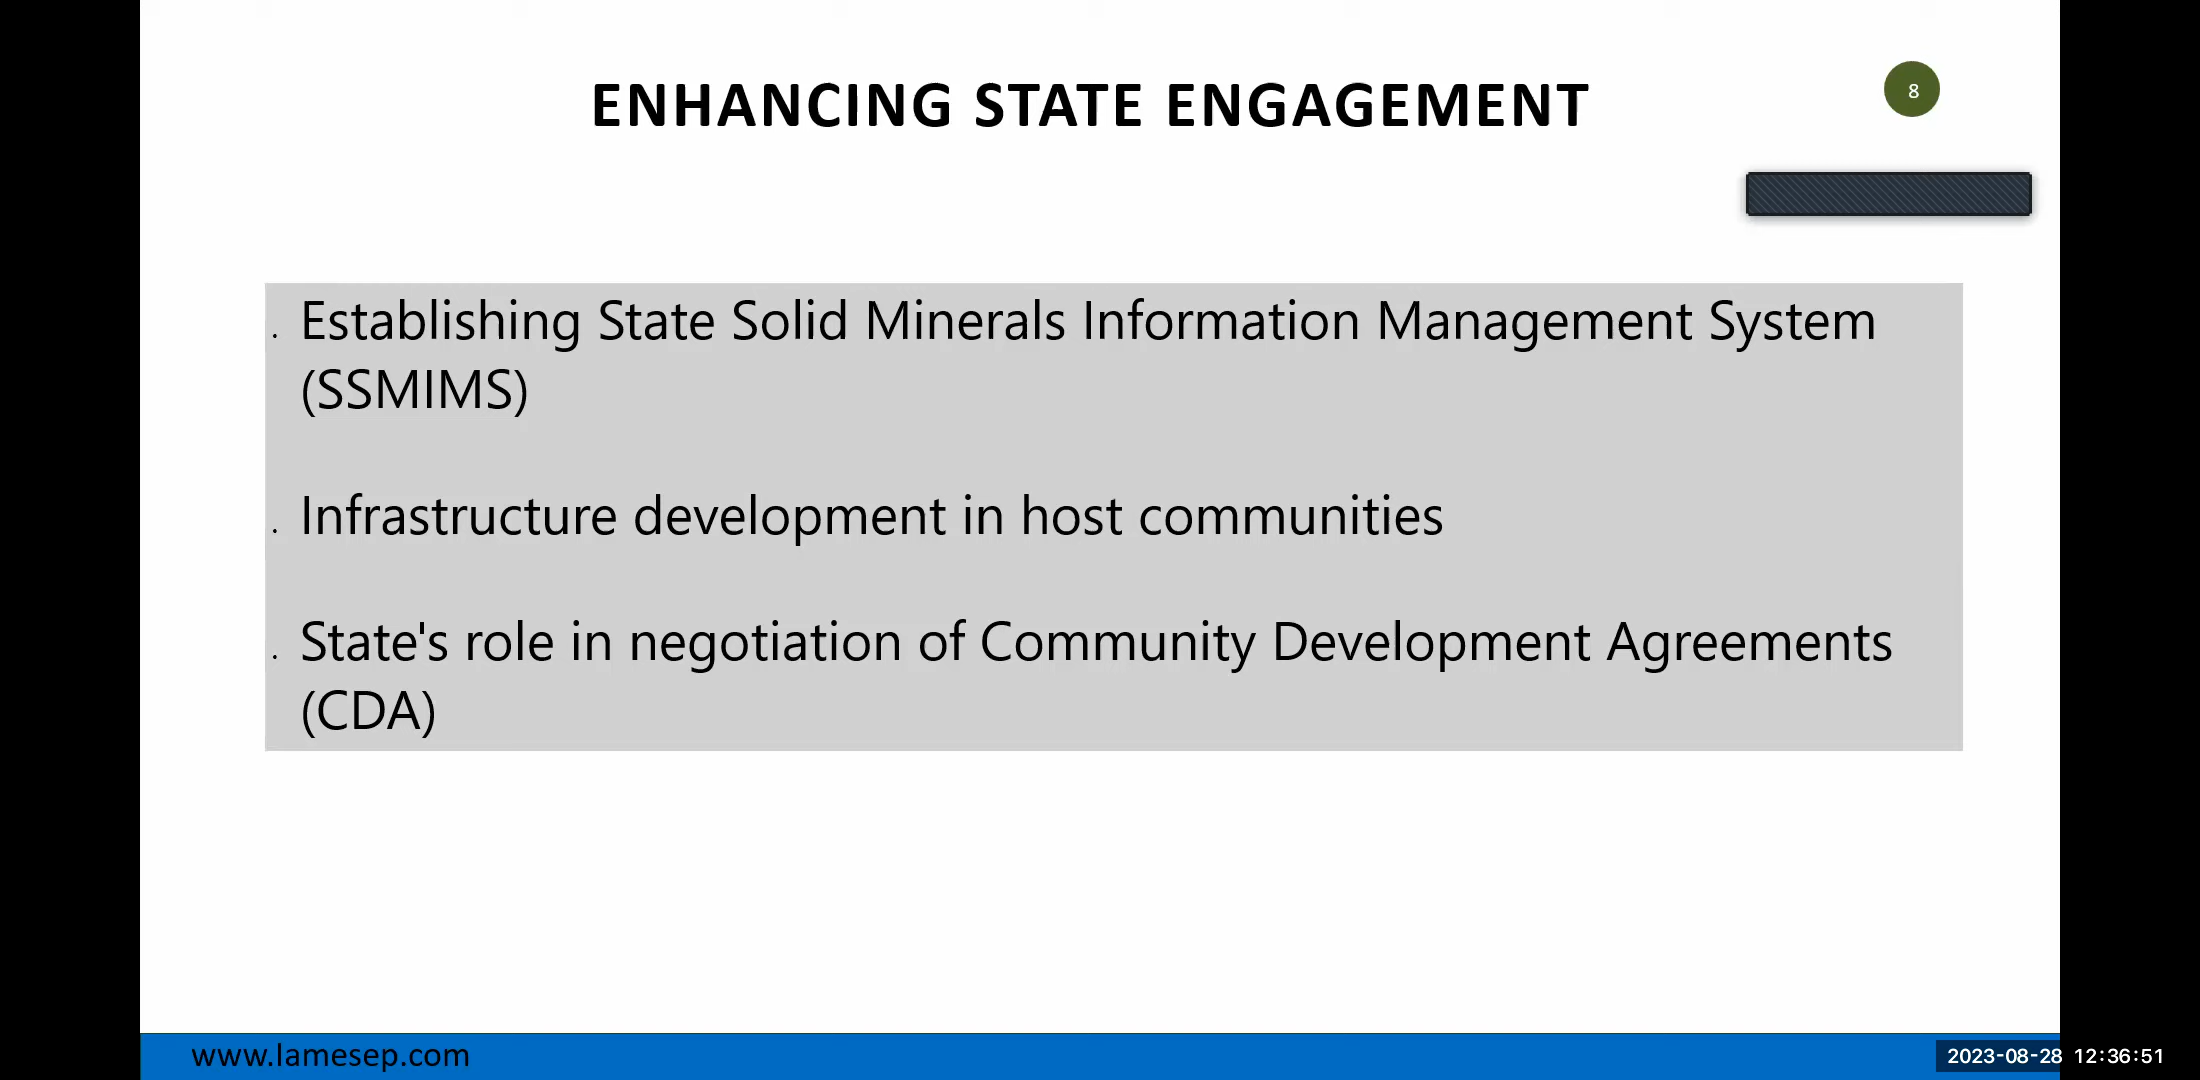 ENHANCING STATE ENGAGEMENT
8
. Establishing State Solid Minerals Information Management System
(SSMIMS)
. Infrastructure development in host communities
. State's role in negotiation of Community Development Agreements
(CDA)
www.lamesep.com
2023-08-28 12:36:51